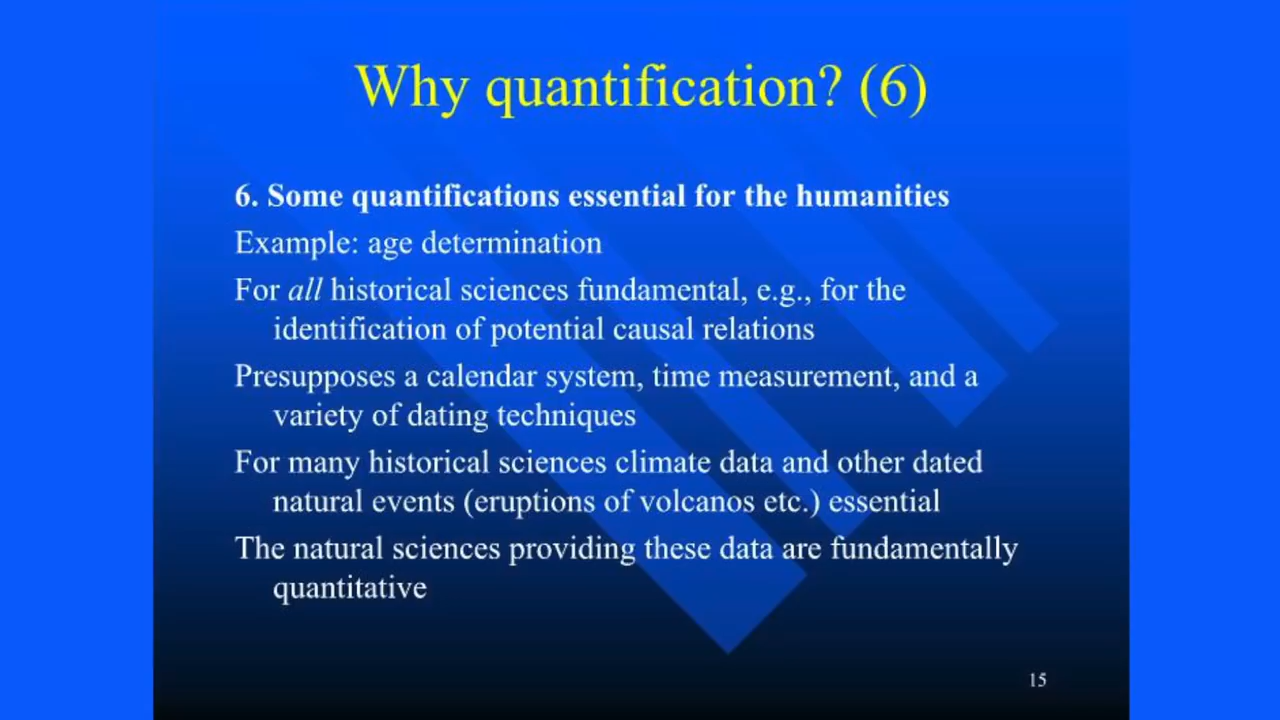 Why quantification? (6)
6. Some quantifications essential for the humanities
Example: age determination
For all historical sciences fundamental, e.g., for the
identification of potential causal relations
Presupposes a calendar system, time measurement, and a
variety of dating techniques
For many historical sciences climate data and other dated
natural events (eruptions of volcanos etc.) essential
The natural sciences providing these data are fundamentally
quantitative
15